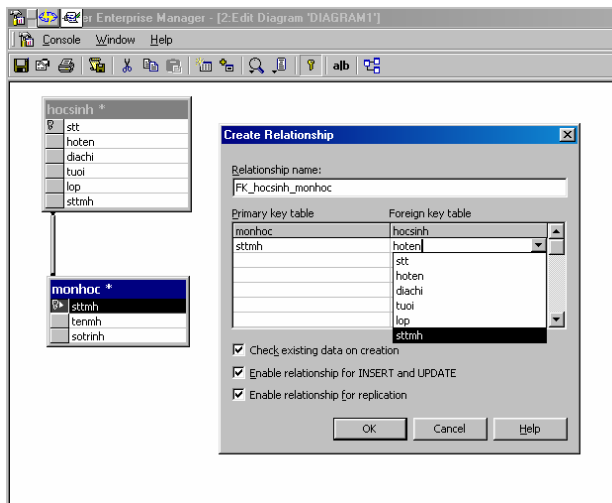 er Enterprise Manager - [2:Edit Diagram 'DIAGRAM1']
Console Window Help
a|b
hocsinh *
stt
hoten
diachi
tuoi
lop
sttmh
monhoc *
sttmh
tenmh
sotrinh
Create Relationship
Relationship name:
FK_hocsinh_monhoc
Primary key table Foreign key table
monhoc hocsinh
sttmh hoten
stt
hoten
diachi
tuoi
lop
sttmh
Check existing data on creation
Enable relationship for INSERT and UPDATE
Enable relationship for replication
OK Cancel Help